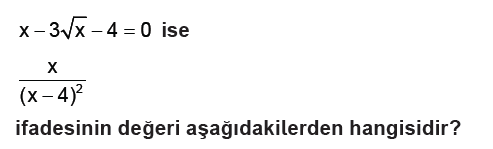 x − 3√x − 4 = 0 ise
x
(x − 4)²
ifadesinin değeri aşağıdakilerden hangisidir?